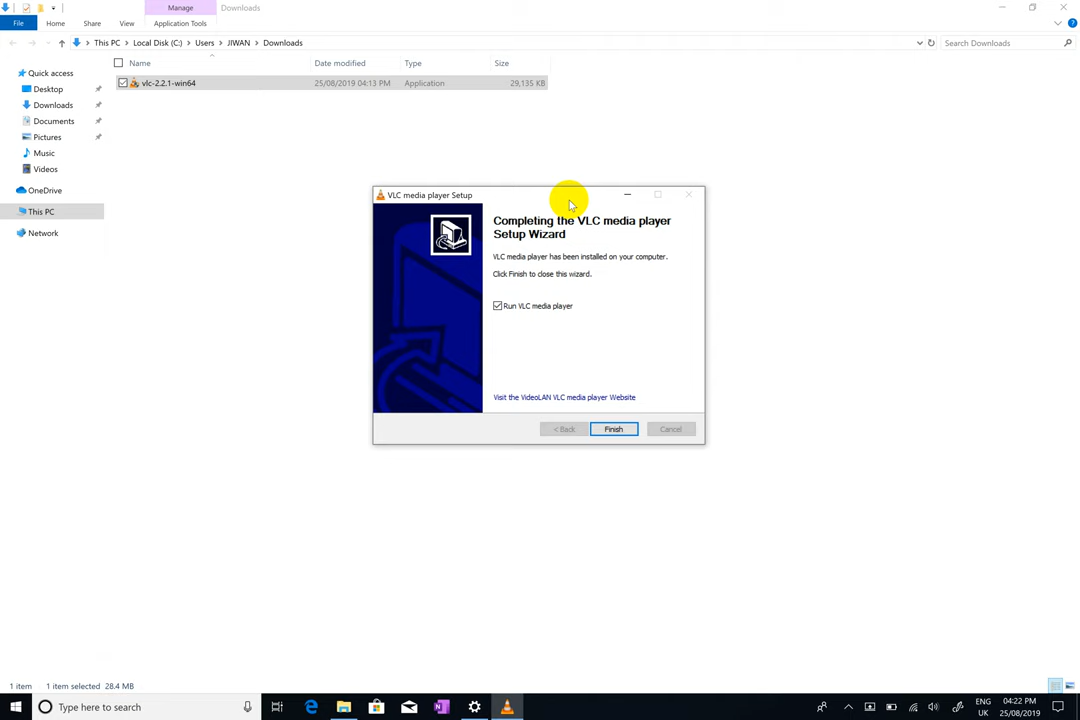 Manage
Downloads
File
Home
Share
View
Application Tools
This PC
Local Disk (C:)
Users
JIWAN
Downloads
Search Downloads
Name
Date modified
Type
Size
vlc-2.2.1-win64
25/08/2019 04:13 PM
Application
29,135 KB
Quick access
Desktop
Downloads
Documents
Pictures
Music
Videos
OneDrive
This PC
Network
VLC media player Setup
Completing the VLC media player
Setup Wizard
VLC media player has been installed on your computer.
Click Finish to close this wizard.
Run VLC media player
Visit the VideoLAN VLC media player Website
< Back
Finish
Cancel
1 item
1 item selected 28.4 MB
Type here to search
ENG
UK
04:22 PM
25/08/2019